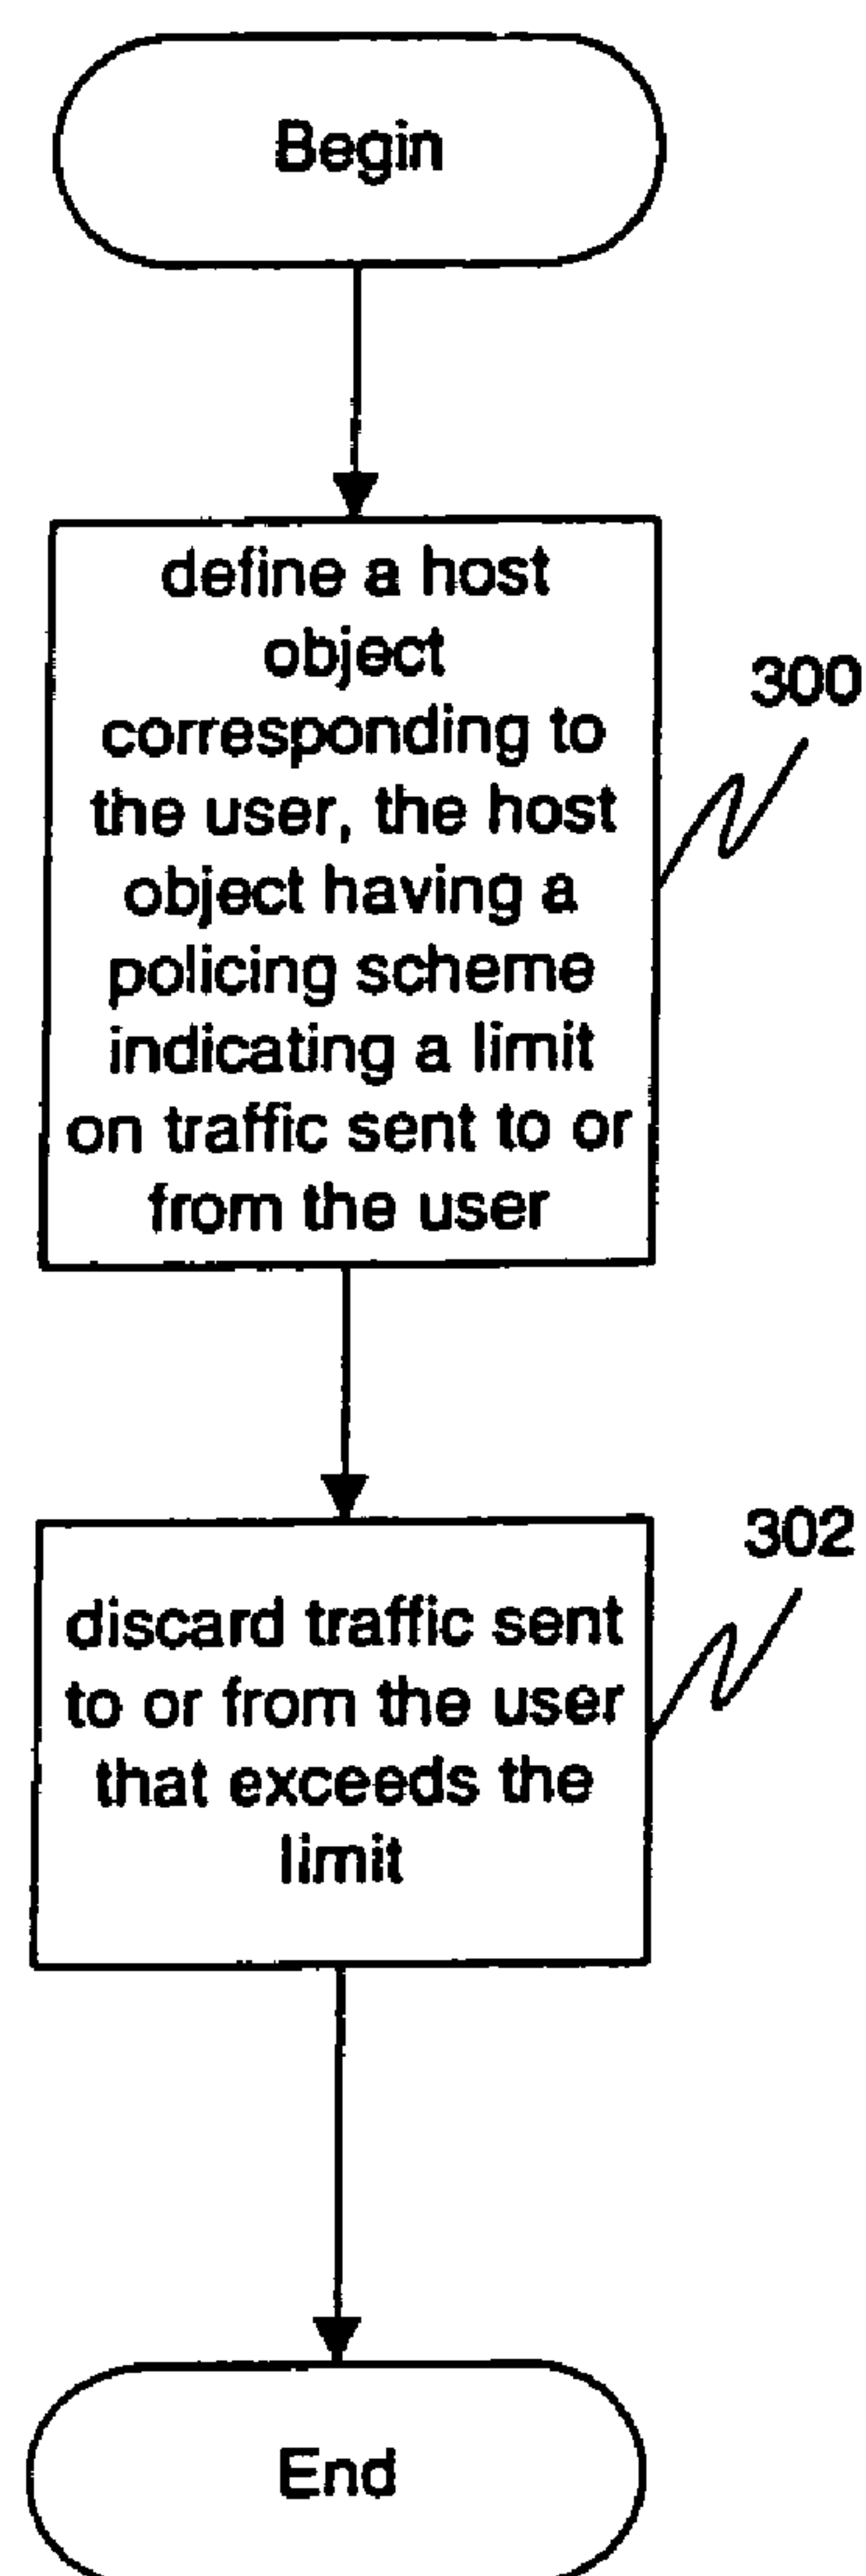 Begin
define a host
object
corresponding to
the user, the host
object having a
policing scheme
indicating a limit
on traffic sent to or
from the user
300
discard traffic sent
to or from the user
that exceeds the
limit
302
End